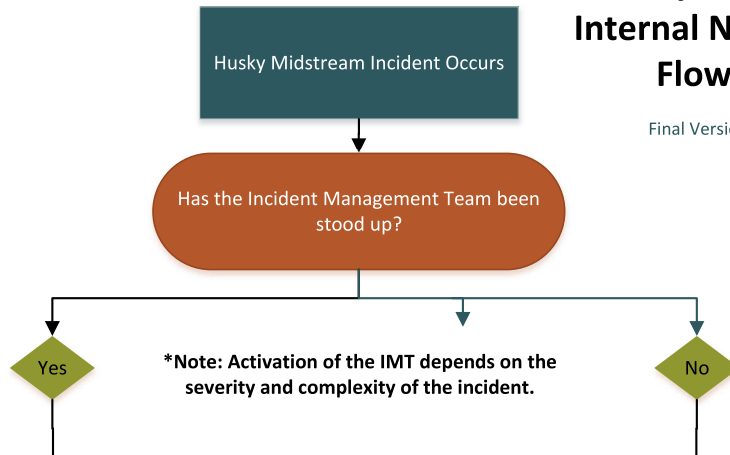 Internal
Flow
Final
Husky Midstream Incident Occurs
Has the Incident Management Team been
stood up?
Yes
*Note: Activation of the IMT depends on the
severity and complexity of the incident.
No